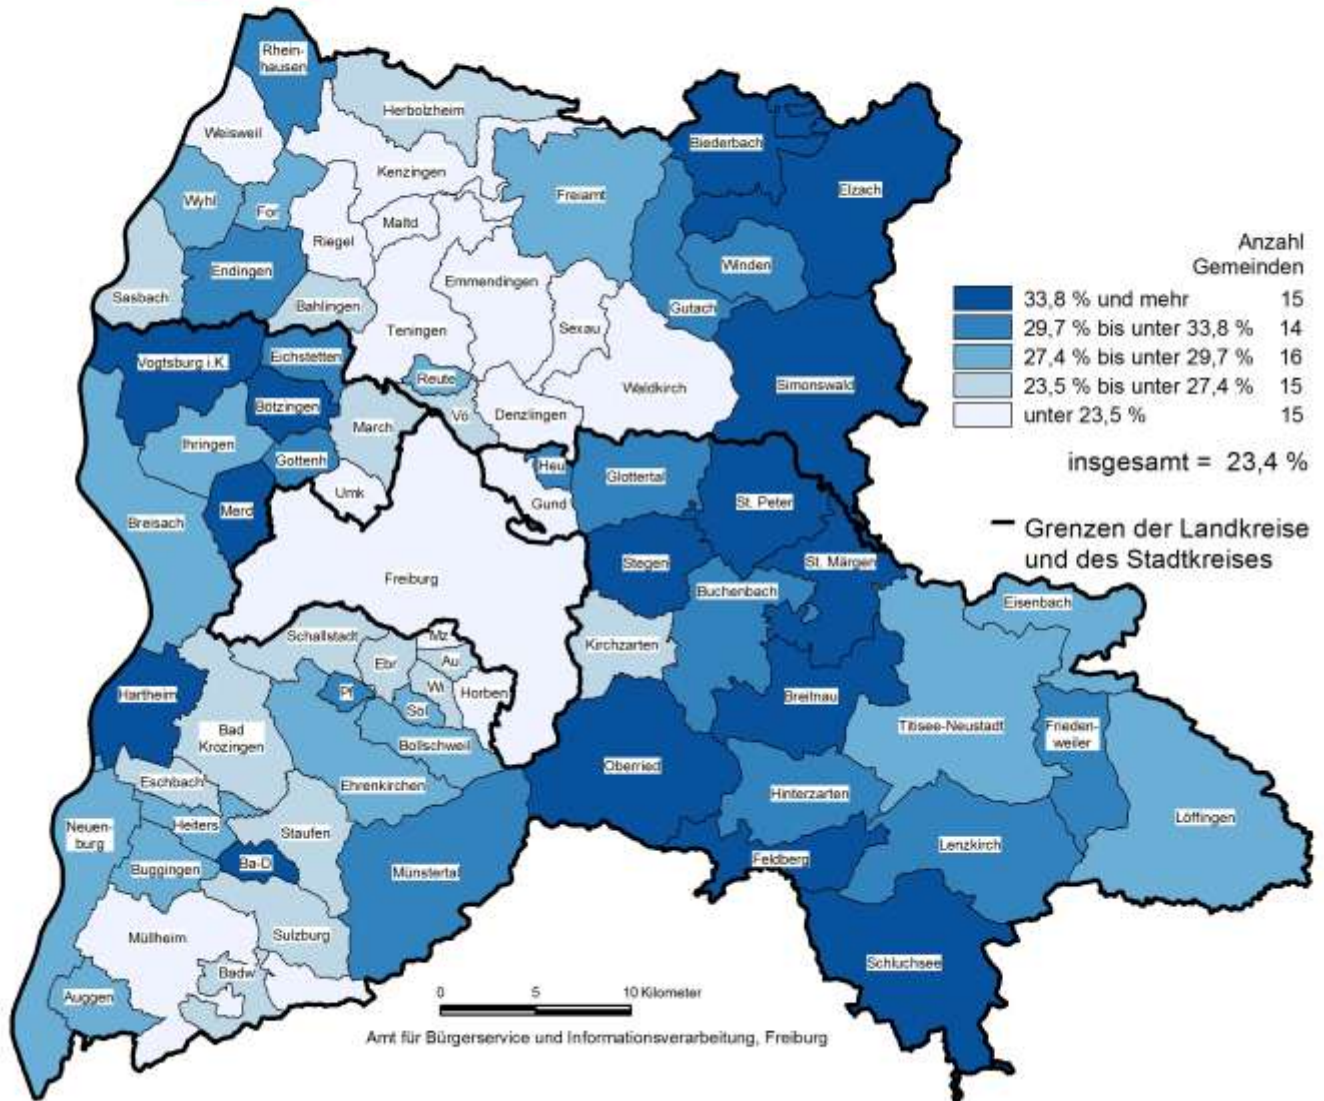 Rhein-
hausen
Herbolzheim
Weisweil
Biederbach
Kenzingen
Elzach
Wyhl
Freiamt
For
Maltd
Riegel
Winden
Endingen
Emmendingen
Sasbach
Bahlingen
Gutach
Teningen
Sexau
Vogtsburg i.K.
Eichstetten
Reute
Waldkirch
Simonswald
Bötzingen
Vö
Denzlingen
March
Ihringen
Gottenh
Heu
Glottertal
Umk
Gund
St. Peter
Merd
Breisach
Stegen
St. Märgen
Freiburg
Buchenbach
Eisenbach
Schallstadt
Mz
Kirchzarten
Ebr
Au
Hartheim
Pf
Wi
Horben
Breitnau
Sol
Titisee-Neustadt
Frieden-
weiler
Bad
Krozingen
Bollschweil
Oberried
Eschbach
Ehrenkirchen
Hinterzarten
Löffingen
Neuen-
burg
Heiters
Staufen
Lenzkirch
Buggingen
Ba-D
Münstertal
Feldberg
Müllheim
Sulzburg
Schluchsee
Badw
Auggen
Anzahl
Gemeinden
33,8 % und mehr 15
29,7 % bis unter 33,8 % 14
27,4 % bis unter 29,7 % 16
23,5 % bis unter 27,4 % 15
unter 23,5 % 15
insgesamt = 23,4 %
Grenzen der Landkreise
und des Stadtkreises
0 5 10 Kilometer
Amt für Bürgerservice und Informationsverarbeitung, Freiburg